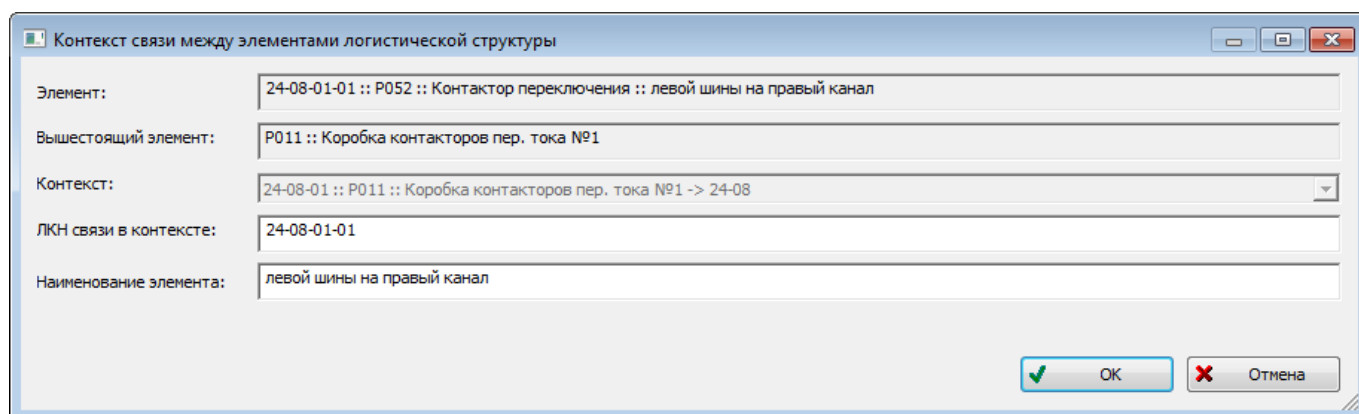 Контекст связи между элементами логистической структуры
Элемент: 24-08-01-01 :: P052 :: Контактор переключения :: левой шины на правый канал
Вышестоящий элемент: P011 :: Коробка контакторов пер. тока №1
Контекст: 24-08-01 :: P011 :: Коробка контакторов пер. тока №1 -> 24-08
ЛКН связи в контексте: 24-08-01-01
Наименование элемента: левой шины на правый канал
OK Отмена